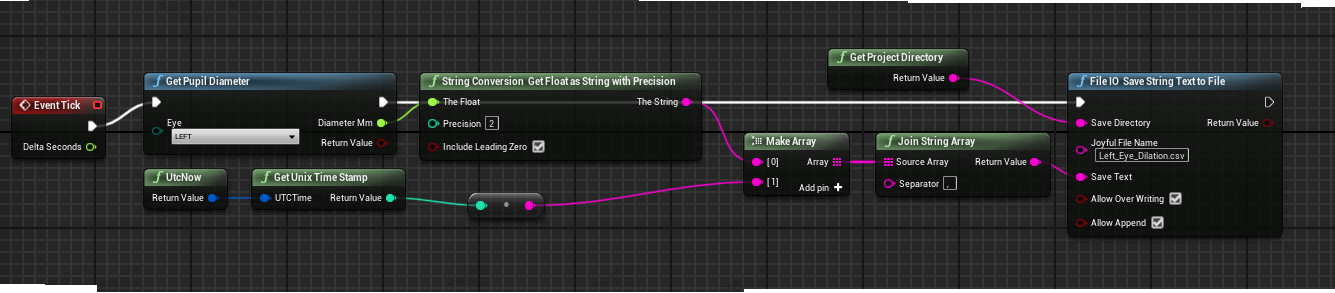 Event Tick
Delta Seconds
f Get Pupil Diameter
Eye
LEFT
Diameter Mm
Return Value
f UtcNow
Return Value
f Get Unix Time Stamp
UTCTime Return Value
f String Conversion Get Float as String with Precision
The Float The String
Precision 2
Include Leading Zero
Make Array
[0] Array
[1]
Add pin +
f Join String Array
Source Array Return Value
Separator ,
f Get Project Directory
Return Value
f File IO Save String Text to File
Save Directory Return Value
Joyful File Name
Left_Eye_Dilation.csv
Save Text
Allow Over Writing
Allow Append